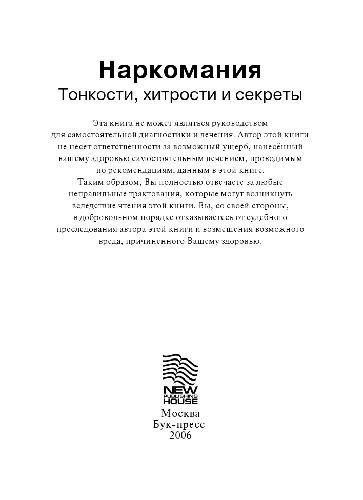 Наркомания
Тонкости, хитрости и секреты
Эта книга не может являться руководством
для самостоятельной диагностики и лечения. Автор этой книги
не несет ответственности за возможный ущерб, нанесённый
вашему здоровью самостоятельным лечением, проводимым
по рекомендациям, данным в этой книге.
Таким образом, Вы полностью отвечаете за любые
неправильные трактования, которые могут возникнуть
вследствие чтения этой книги. Вы, со своей стороны,
в добровольном порядке отказываетесь от судебного
преследования автора этой книги и возмещения возможного
вреда, причиненного Вашему здоровью.
NEW
PUBLISHING
HOUSE
Москва
Бук-пресс
2006